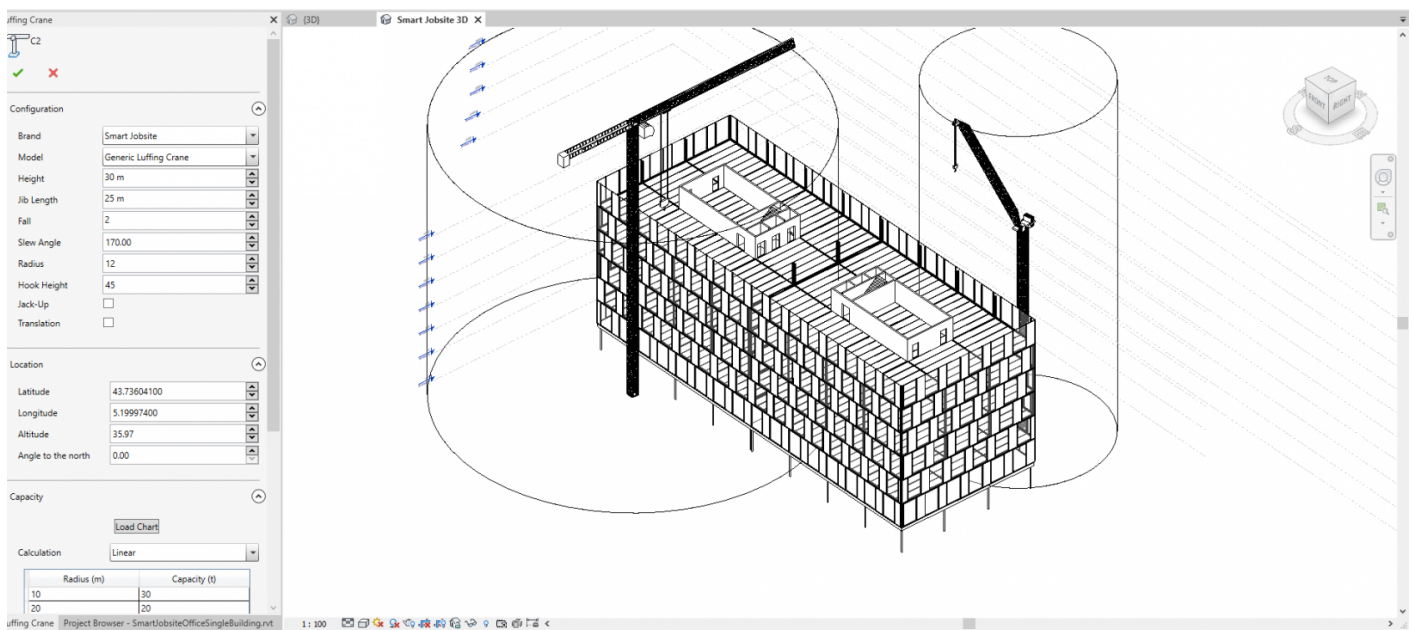 uffing Crane
{3D}
Smart Jobsite 3D
C2
Configuration
Brand Smart Jobsite
Model Generic Luffing Crane
Height 30 m
Jib Length 25 m
Fall 2
Slew Angle 170.00
Radius 12
Hook Height 45
Jack-Up
Translation
Location
Latitude 43.73604100
Longitude 5.19997400
Altitude 35.97
Angle to the north 0.00
Capacity
Load Chart
Calculation Linear
Radius (m) Capacity (t)
10 30
20 20
uffing Crane Project Browser - SmartJobsiteOfficeSingleBuilding.rvt
1 : 100
TOP
FRONT
RIGHT